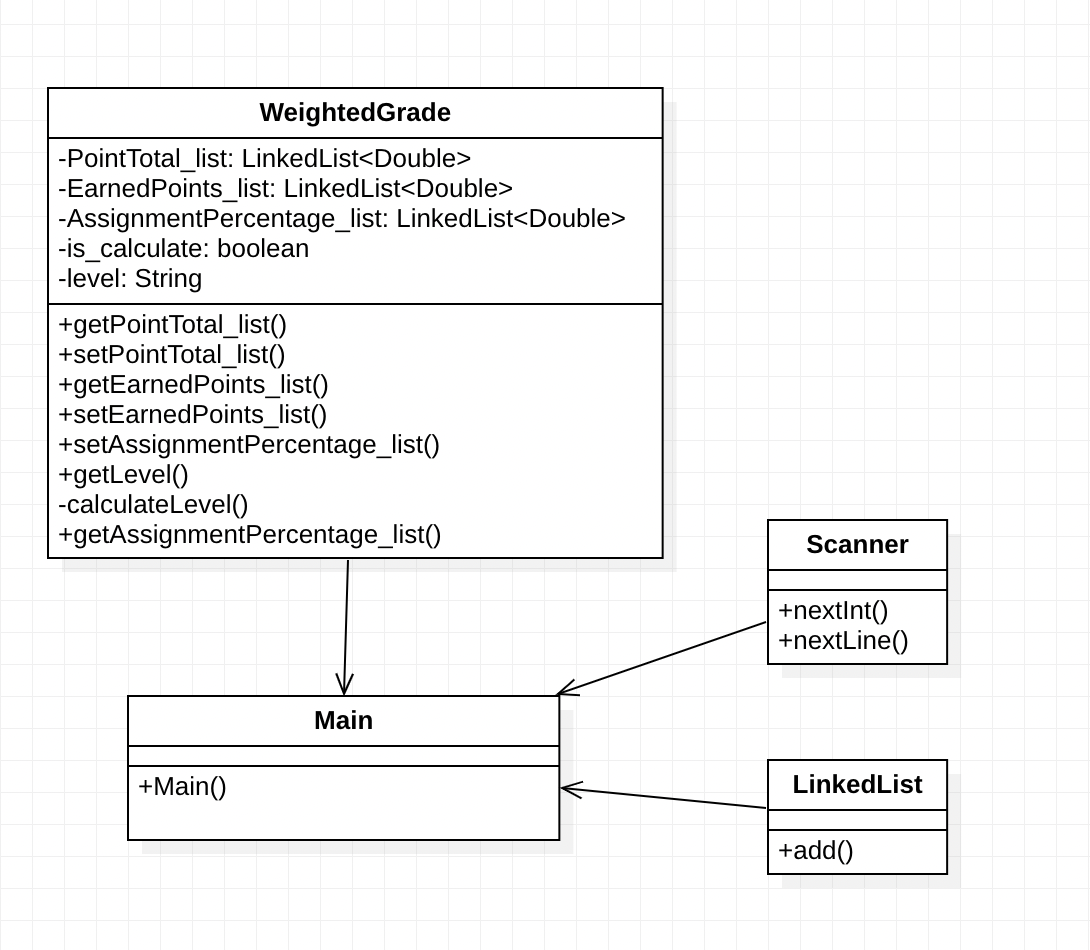 WeightedGrade
-PointTotal_list: LinkedList<Double>
-EarnedPoints_list: LinkedList<Double>
-AssignmentPercentage_list: LinkedList<Double>
-is_calculate: boolean
-level: String
+getPointTotal_list()
+setPointTotal_list()
+getEarnedPoints_list()
+setEarnedPoints_list()
+setAssignmentPercentage_list()
+getLevel()
-calculateLevel()
+getAssignmentPercentage_list()
Scanner
+nextInt()
+nextLine()
Main
+Main()
LinkedList
+add()